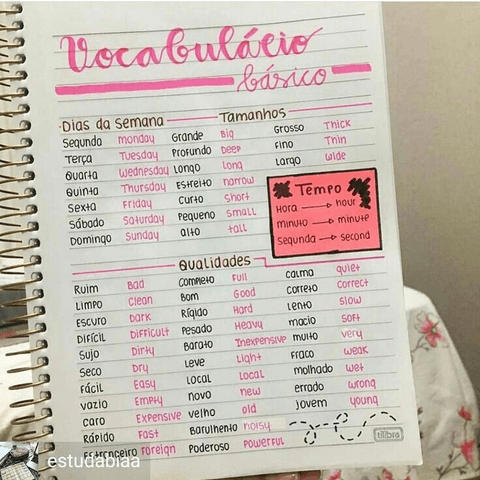 Vocabulário
básico
Dias da Semana Tamanhos
Segundo monday Grande Big Grosso Thick
Terça Tuesday Profundo Deep Fino Thin
Quarta Wednesday Longo Long Largo Wide
Quinta Thursday Estreito narrow
Sexta Friday Curto Short
Sábado Saturday Pequeno small
Domingo Sunday alto tall
Tempo
Hora → hour
minuto → minute
segunda → second
Qualidades
Ruim Bad Completo Full calma quiet
Limpo Clean Bom Good correto Correct
Escuro Dark Rígido Hard Lento slow
Difícil Difficult Pesado Heavy macio soft
Sujo Dirty Barato Inexpensive muito very
Seco Dry Leve Light Fraco weak
Fácil Easy Local Local molhado wet
vazio Empty novo new errado wrong
caro Expensive velho old jovem young
Rápido Fast Barulhento noisy
Estranceiro Foreign Poderoso Powerful
tilibra
estudabiaa